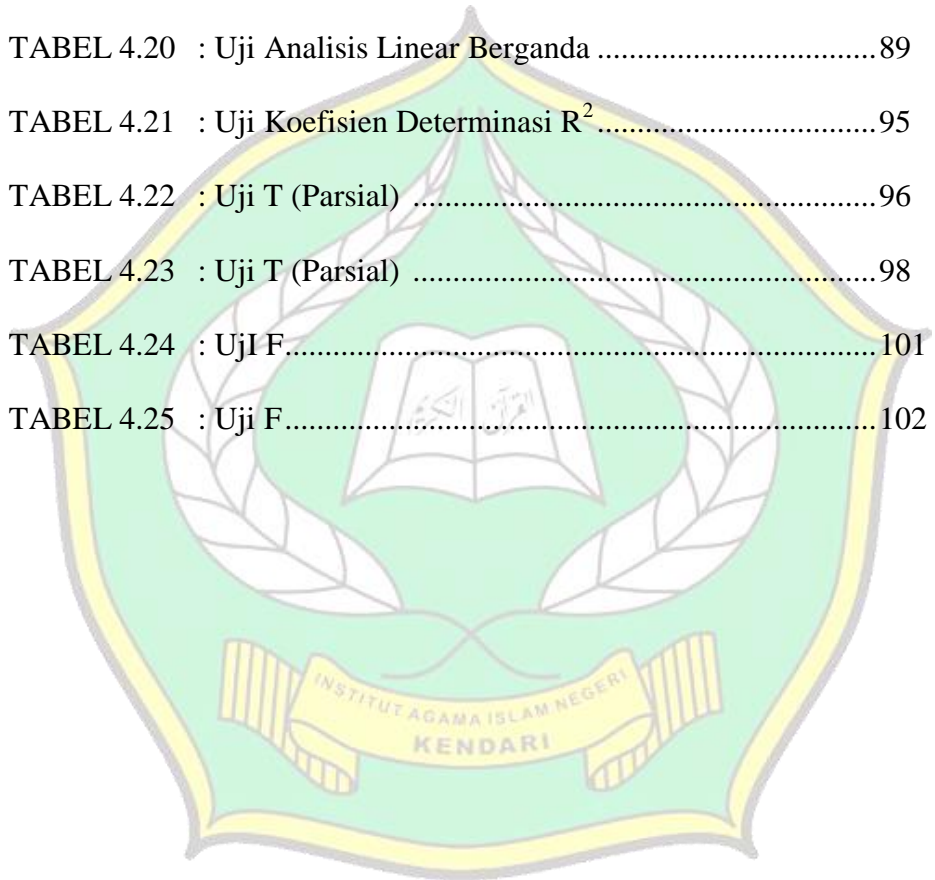 TABEL 4.20 : Uji Analisis Linear Berganda ................................. 89
TABEL 4.21 : Uji Koefisien Determinasi R² ................................. 95
TABEL 4.22 : Uji T (Parsial) ....................................................... 96
TABEL 4.23 : Uji T (Parsial) ....................................................... 98
TABEL 4.24 : UjI F...................................................................... 101
TABEL 4.25 : Uji F...................................................................... 102
القرآن الكريم
INSTITUT AGAMA ISLAM NEGERI
KENDARI